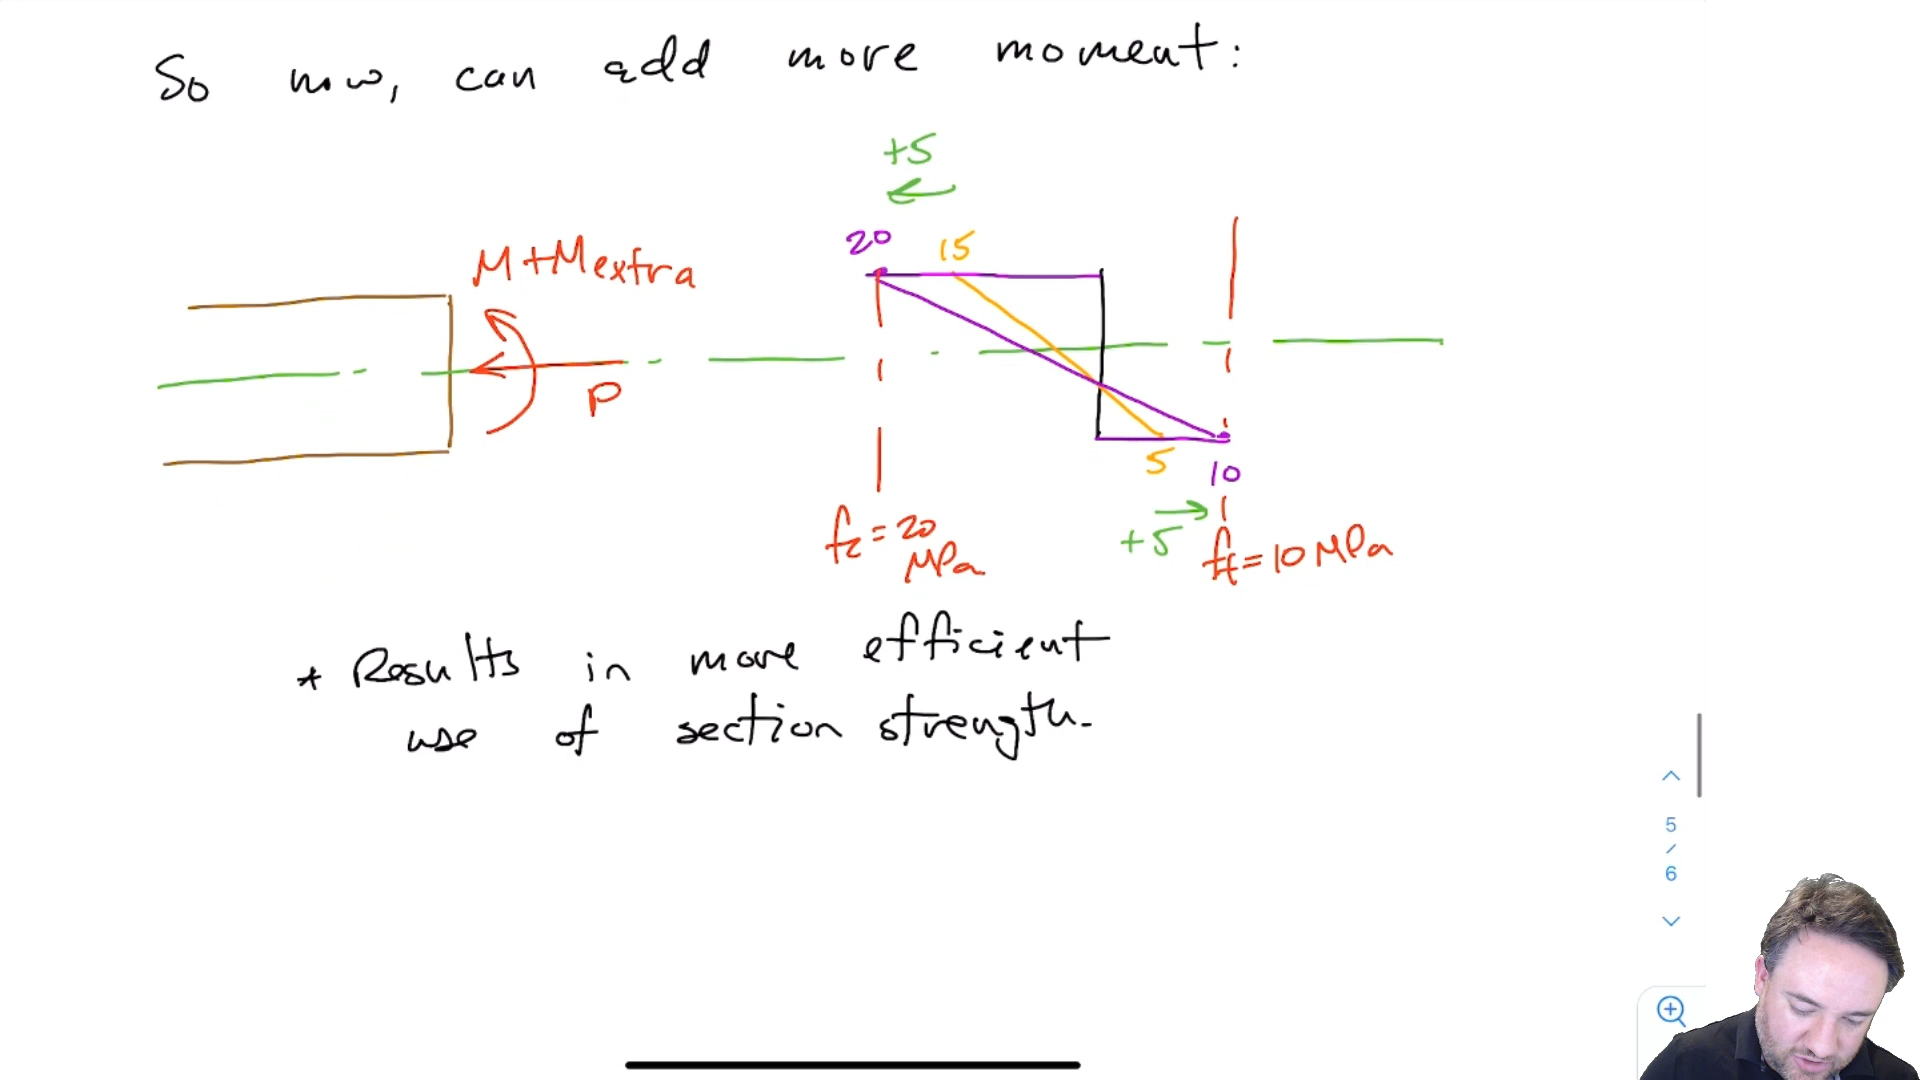 So now, can add more moment:
+5
20 15
M+Mextra
P
5
10
+5
fc = 20 MPa
ft = 10 MPa
* Results in more efficient
use of section strength.
5
/
6